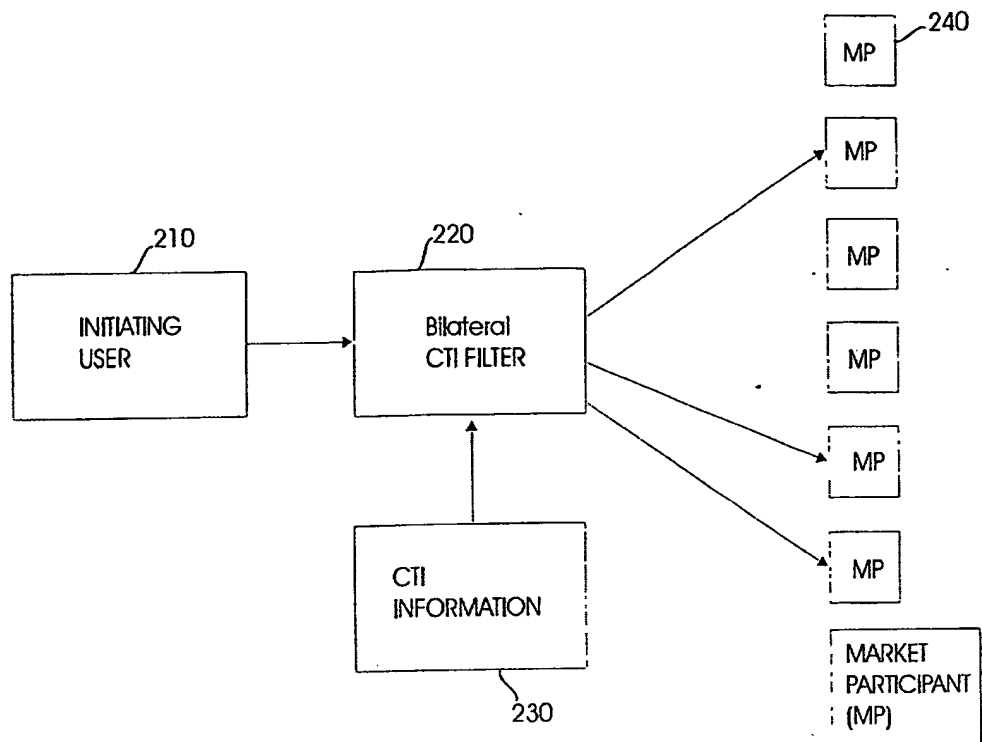 240
MP
MP
210
220
MP
INITIATING
USER
Bilateral
CTI FILTER
MP
MP
CTI
INFORMATION
MP
230
MARKET
PARTICIPANT
(MP)